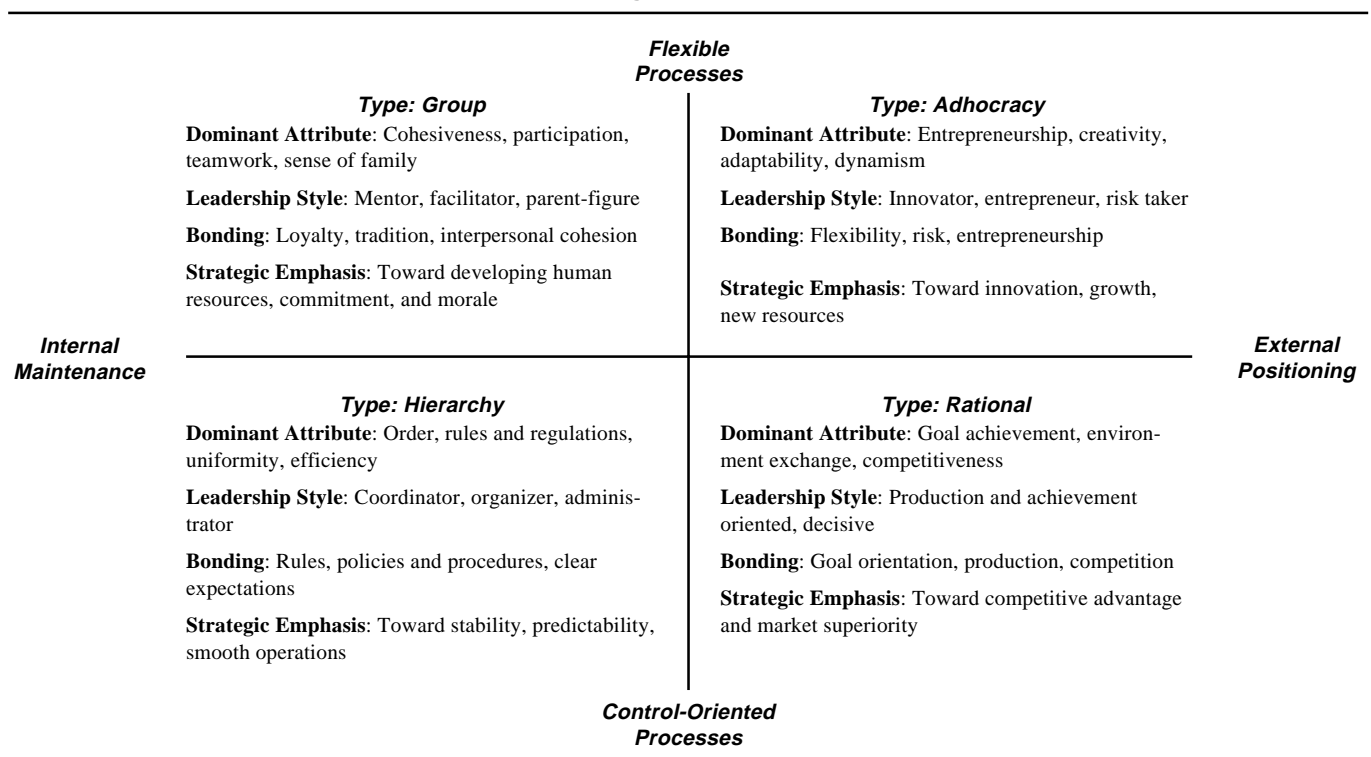 Flexible
Processes
Type: Group
Dominant Attribute: Cohesiveness, participation,
teamwork, sense of family
Leadership Style: Mentor, facilitator, parent-figure
Bonding: Loyalty, tradition, interpersonal cohesion
Strategic Emphasis: Toward developing human
resources, commitment, and morale
Type: Adhocracy
Dominant Attribute: Entrepreneurship, creativity,
adaptability, dynamism
Leadership Style: Innovator, entrepreneur, risk taker
Bonding: Flexibility, risk, entrepreneurship
Strategic Emphasis: Toward innovation, growth,
new resources
Internal
Maintenance
External
Positioning
Type: Hierarchy
Dominant Attribute: Order, rules and regulations,
uniformity, efficiency
Leadership Style: Coordinator, organizer, adminis-
trator
Bonding: Rules, policies and procedures, clear
expectations
Strategic Emphasis: Toward stability, predictability,
smooth operations
Type: Rational
Dominant Attribute: Goal achievement, environ-
ment exchange, competitiveness
Leadership Style: Production and achievement
oriented, decisive
Bonding: Goal orientation, production, competition
Strategic Emphasis: Toward competitive advantage
and market superiority
Control-Oriented
Processes